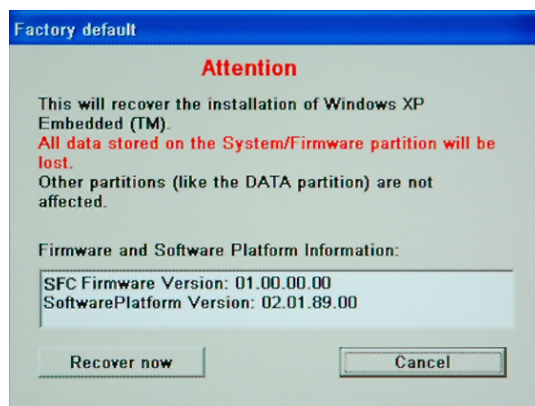 Factory default
Attention
This will recover the installation of Windows XP
Embedded (TM).
All data stored on the System/Firmware partition will be
lost.
Other partitions (like the DATA partition) are not
affected.
Firmware and Software Platform Information:
SFC Firmware Version: 01.00.00.00
SoftwarePlatform Version: 02.01.89.00
Recover now
Cancel